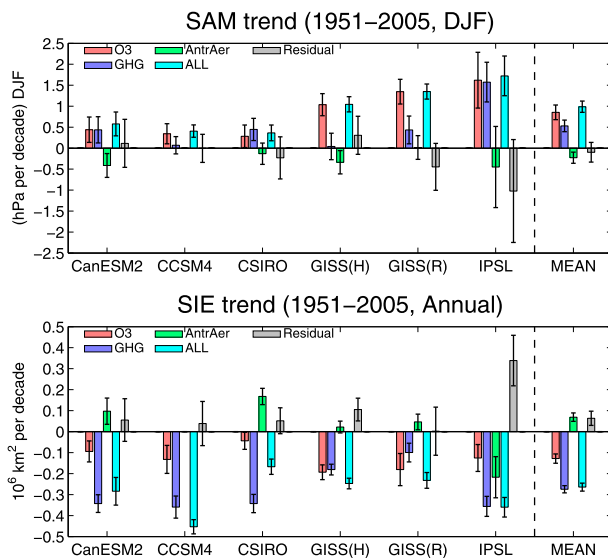 SAM trend (1951−2005, DJF)
(hPa per decade) DJF
2.5
2
1.5
1
0.5
0
−0.5
−1
−1.5
−2
−2.5
O3 AntrAer Residual
GHG ALL
CanESM2 CCSM4 CSIRO GISS(H) GISS(R) IPSL MEAN
SIE trend (1951−2005, Annual)
10⁶ km² per decade
0.5
0.4
0.3
0.2
0.1
0
−0.1
−0.2
−0.3
−0.4
−0.5
O3 AntrAer Residual
GHG ALL
CanESM2 CCSM4 CSIRO GISS(H) GISS(R) IPSL MEAN